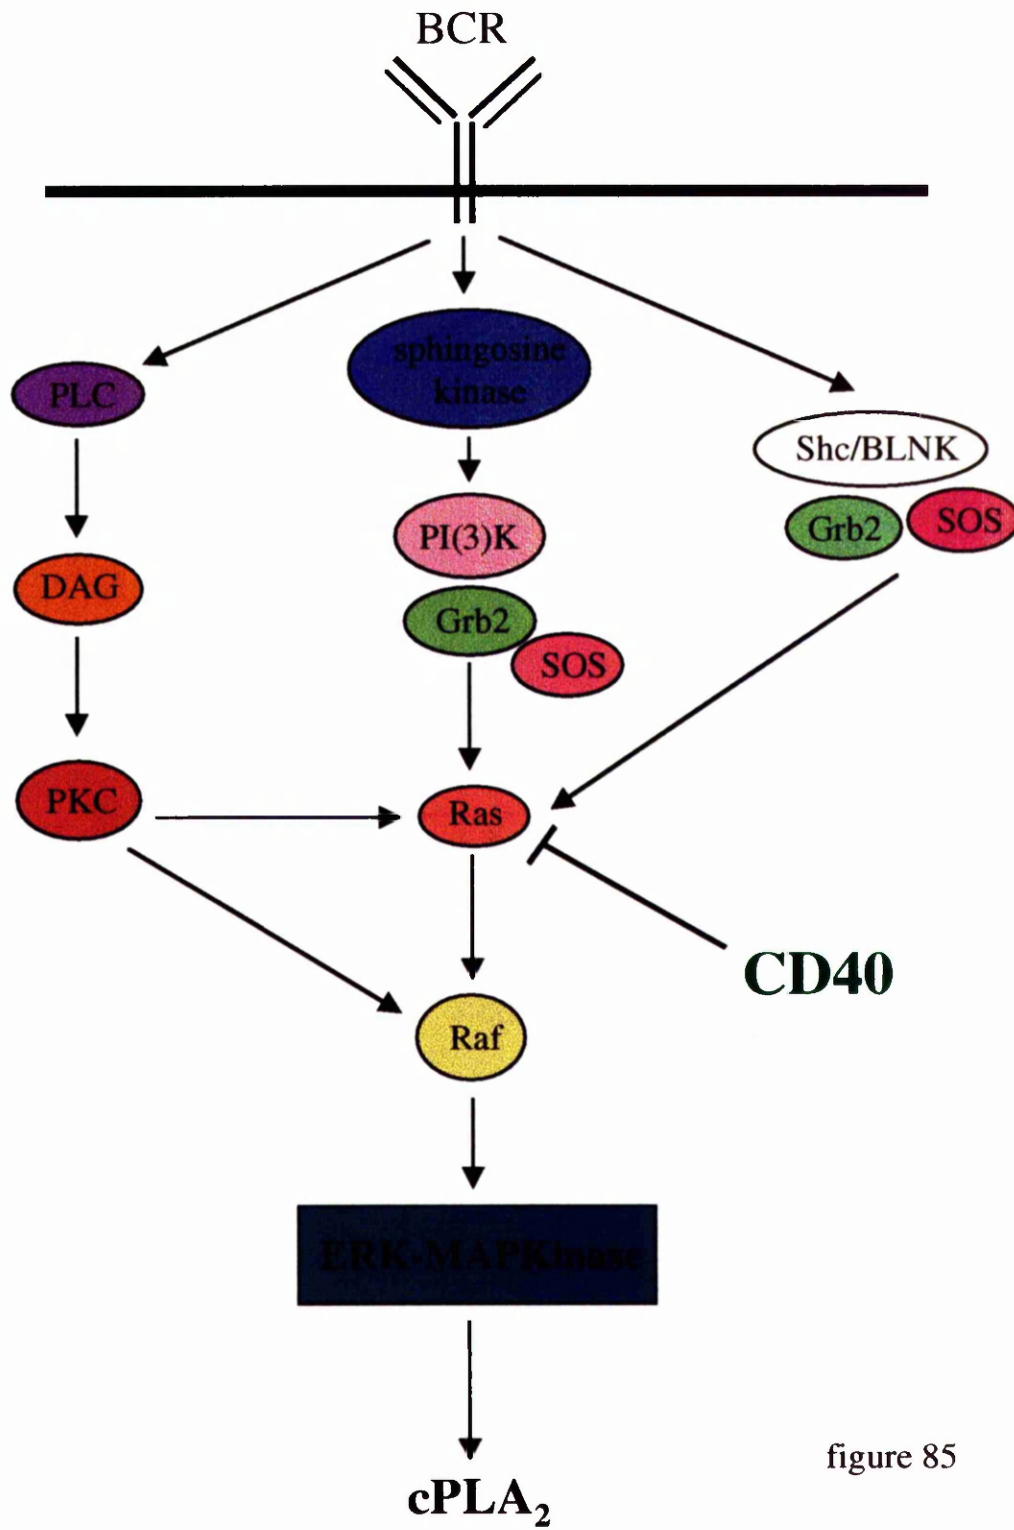 BCR
sphingosine
kinase
PLC
Shc/BLNK
Grb2
SOS
PI(3)K
DAG
Grb2
SOS
PKC
Ras
CD40
Raf
ERK-MAPKinase
cPLA₂
figure 85